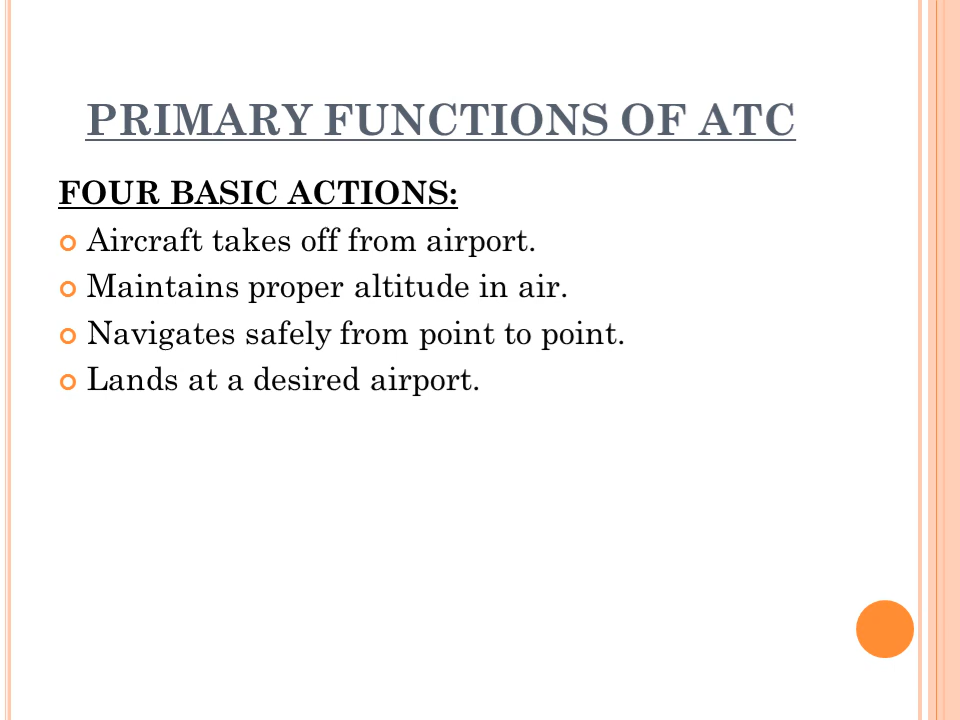 PRIMARY FUNCTIONS OF ATC
FOUR BASIC ACTIONS:
Aircraft takes off from airport.
Maintains proper altitude in air.
Navigates safely from point to point.
Lands at a desired airport.